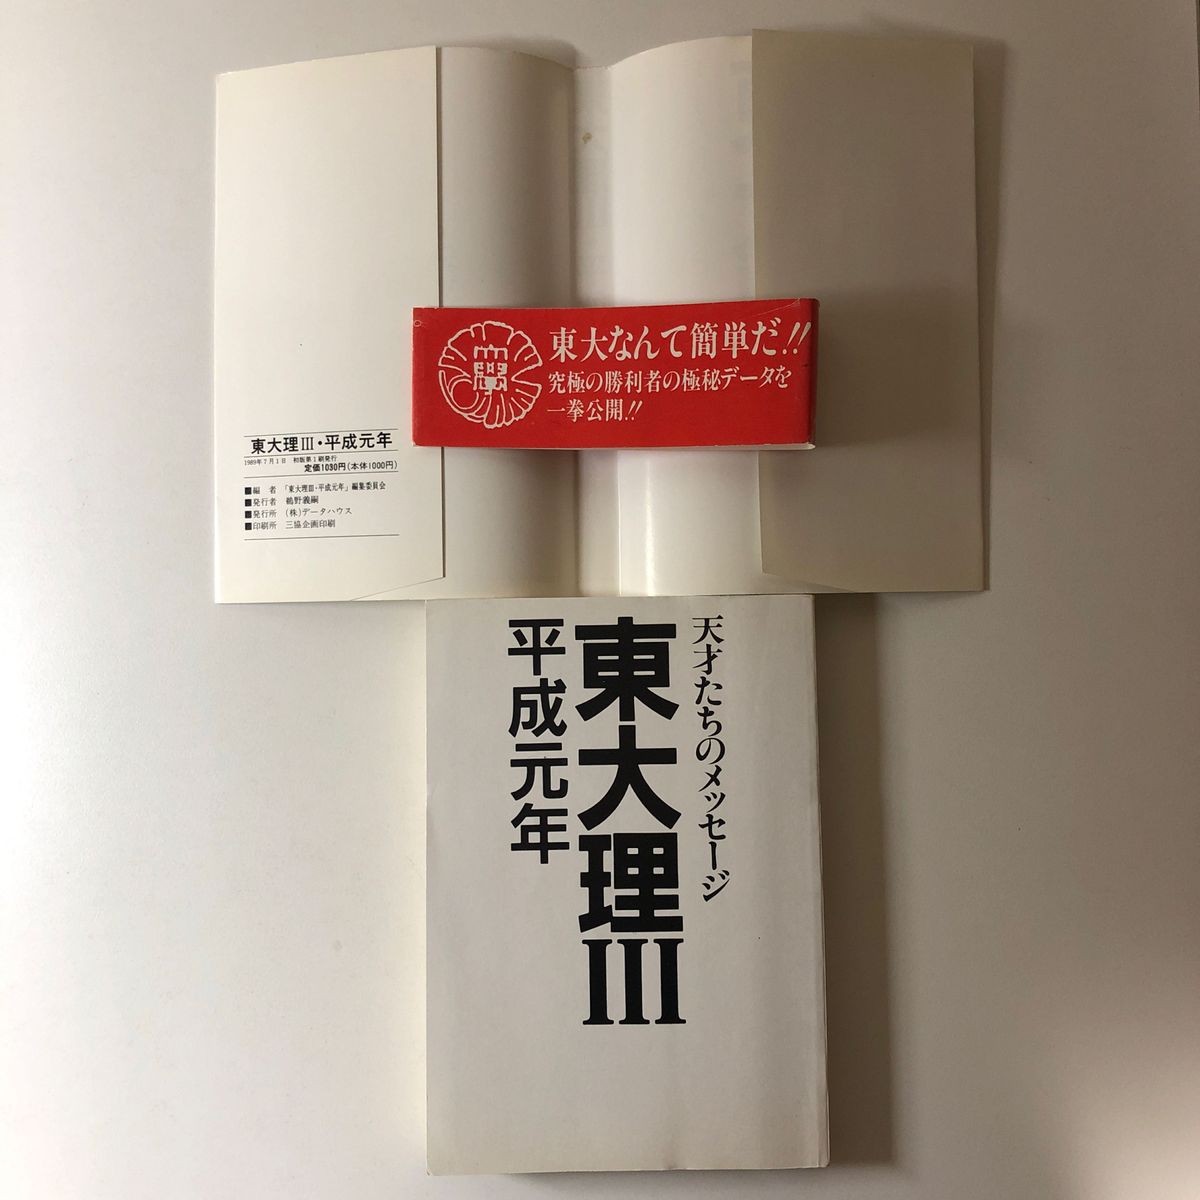 東大なんて簡単だ!!
究極の勝利者の極秘データを
一拳公開!!
東大理III・平成元年
1989年7月1日 初版第1刷発行
定価1030円(本体1000円)
■編 者 「東大理III・平成元年」編集委員会
■発行者 鵜野義嗣
■発行所 (株)データハウス
■印刷所 三協企画印刷
天才たちのメッセージ
東大理III
平成元年